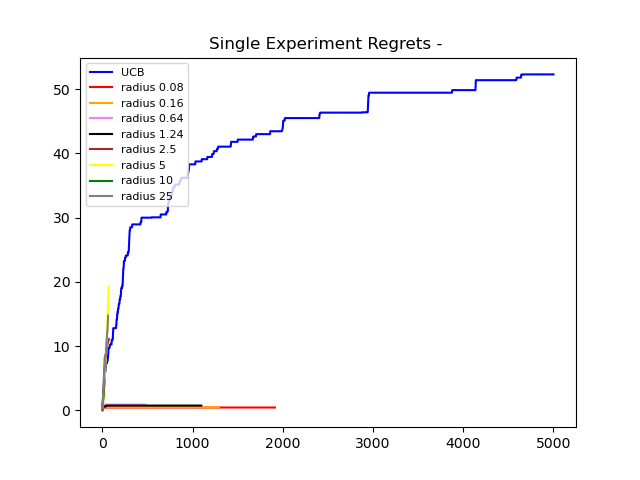 Single Experiment Regrets -
UCB
radius 0.08
radius 0.16
radius 0.64
radius 1.24
radius 2.5
radius 5
radius 10
radius 25
50
40
30
20
10
0
0 1000 2000 3000 4000 5000